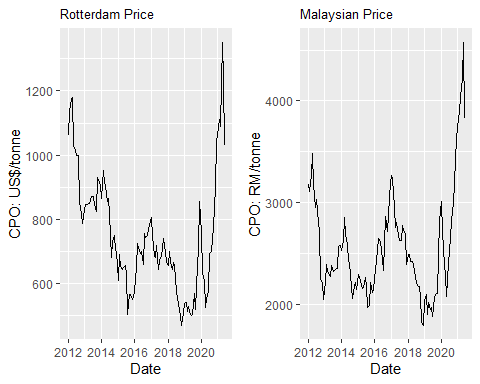 Rotterdam Price
CPO: US$/tonne
1200
1000
800
600
2012 2014 2016 2018 2020
Date
Malaysian Price
CPO: RM/tonne
4000
3000
2000
2012 2014 2016 2018 2020
Date